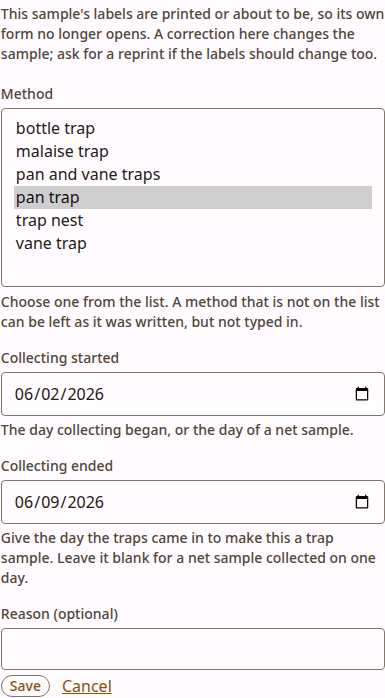 This sample's labels are printed or about to be, so its own
form no longer opens. A correction here changes the
sample; ask for a reprint if the labels should change too.
Method
bottle trap
malaise trap
pan and vane traps
pan trap
trap nest
vane trap
Choose one from the list. A method that is not on the list
can be left as it was written, but not typed in.
Collecting started
06/02/2026
The day collecting began, or the day of a net sample.
Collecting ended
06/09/2026
Give the day the traps came in to make this a trap
sample. Leave it blank for a net sample collected on one
day.
Reason (optional)
Save Cancel